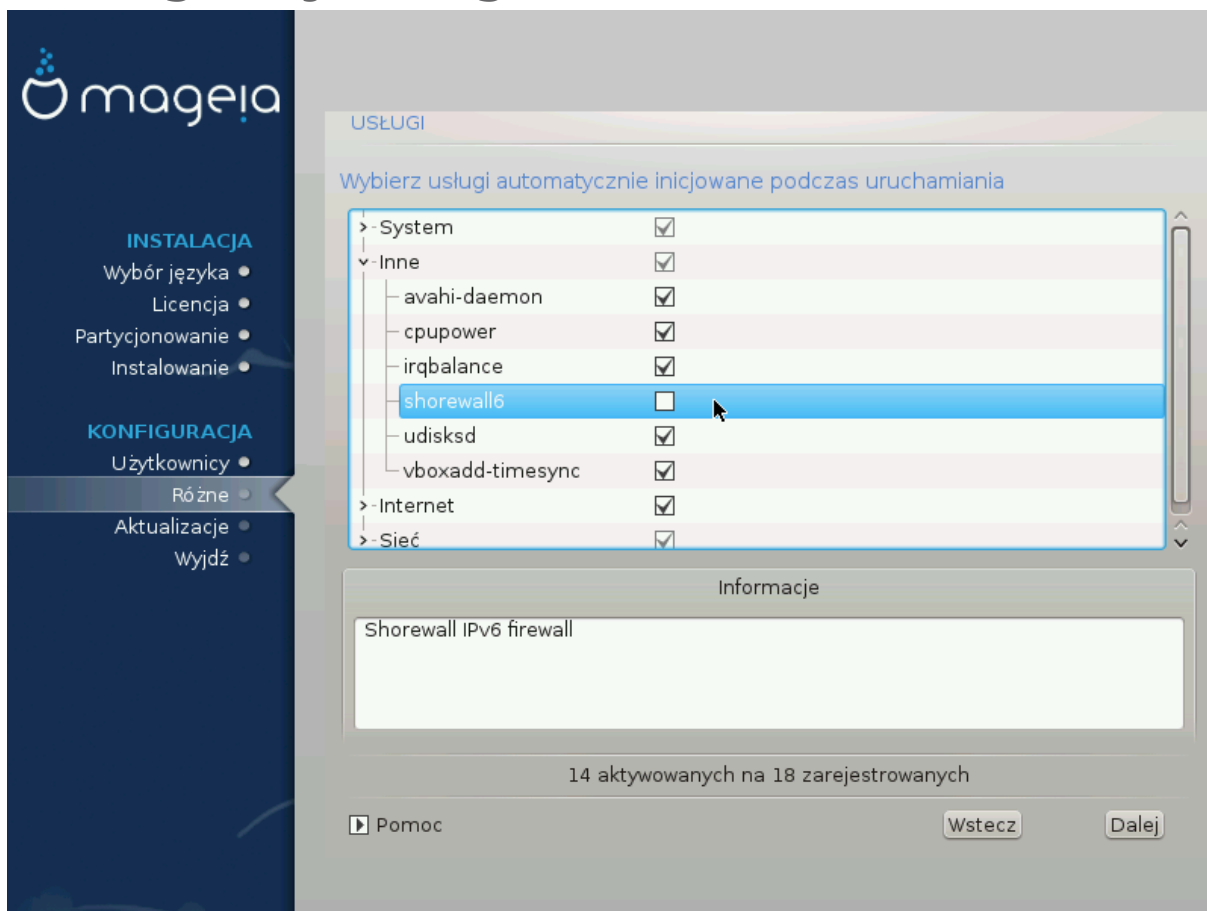 mageia
USŁUGI
Wybierz usługi automatycznie inicjowane podczas uruchamiania
INSTALACJA
Wybór języka
Licencja
Partycjonowanie
Instalowanie
KONFIGURACJA
Użytkownicy
Różne
Aktualizacje
Wyjdź
System
Inne
avahi-daemon
cpupower
irqbalance
shorewall6
udisksd
vboxadd-timesync
Internet
Sieć
Informacje
Shorewall IPv6 firewall
14 aktywowanych na 18 zarejestrowanych
Pomoc
Wstecz
Dalej